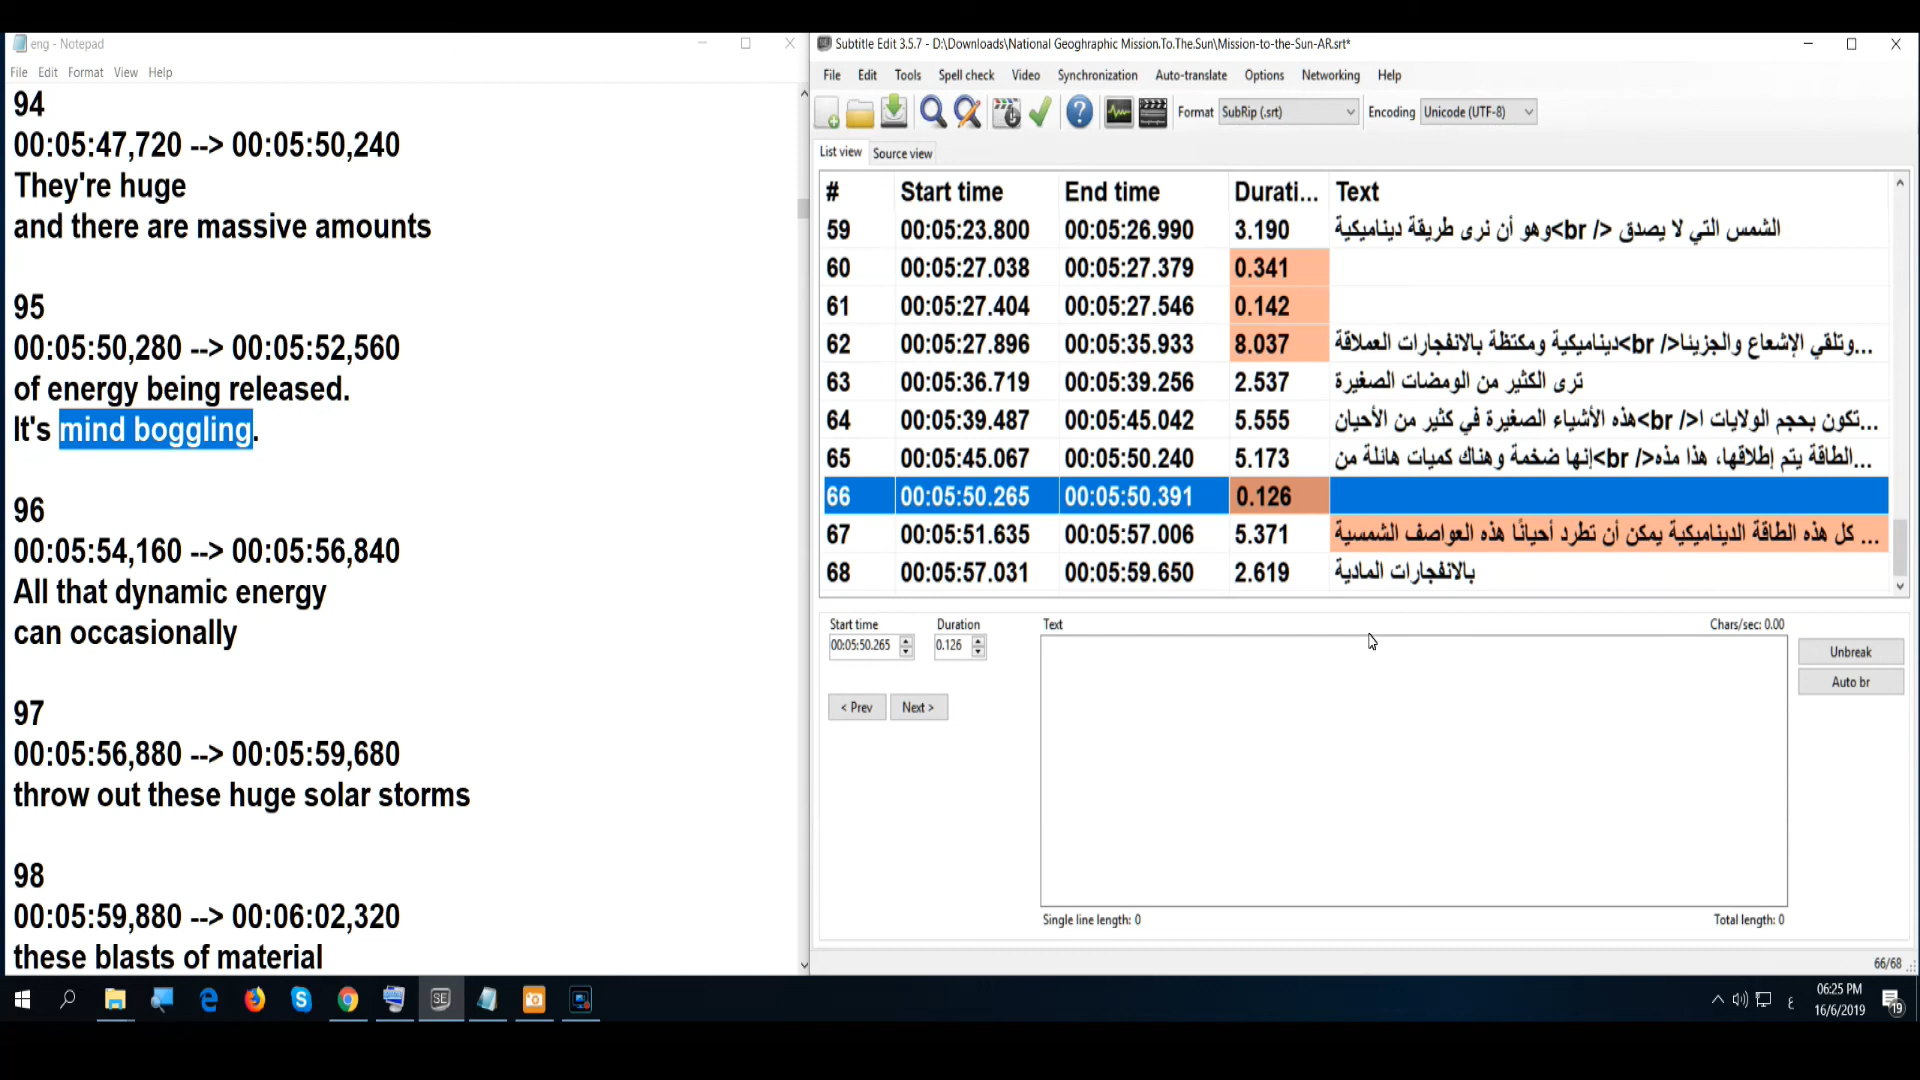 eng - Notepad
File Edit Format View Help
94
00:05:47,720 --> 00:05:50,240
They're huge
and there are massive amounts
95
00:05:50,280 --> 00:05:52,560
of energy being released.
It's mind boggling.
96
00:05:54,160 --> 00:05:56,840
All that dynamic energy
can occasionally
97
00:05:56,880 --> 00:05:59,680
throw out these huge solar storms
98
00:05:59,880 --> 00:06:02,320
these blasts of material
Subtitle Edit 3.5.7 - D:\Downloads\National Geoghraphic Mission.To.The.Sun\Mission-to-the-Sun-AR.srt*
File Edit Tools Spell check Video Synchronization Auto-translate Options Networking Help
Format SubRip (.srt) Encoding Unicode (UTF-8)
List view Source view
# Start time End time Durati... Text
59 00:05:23.800 00:05:26.990 3.190 وهو أن نرى طريقة ديناميكية<br /> الشمس التي لا يصدق
60 00:05:27.038 00:05:27.379 0.341
61 00:05:27.404 00:05:27.546 0.142
62 00:05:27.896 00:05:35.933 8.037 ديناميكية ومكتظة بالانفجارات العملاقة<br />وتلقي الإشعاع والجزيئا...
63 00:05:36.719 00:05:39.256 2.537 ترى الكثير من الومضات الصغيرة
64 00:05:39.487 00:05:45.042 5.555 هذه الأشياء الصغيرة في كثير من الأحيان<br />تكون بحجم الولايات ا...
65 00:05:45.067 00:05:50.240 5.173 إنها ضخمة وهناك كميات هائلة من<br />الطاقة يتم إطلاقها، هذا مذه...
66 00:05:50.265 00:05:50.391 0.126
67 00:05:51.635 00:05:57.006 5.371 كل هذه الطاقة الديناميكية يمكن أن تطرد أحيانًا هذه العواصف الشمسية ...
68 00:05:57.031 00:05:59.650 2.619 بالانفجارات المادية
Start time Duration Text Chars/sec: 0.00
00:05:50.265 0.126
Unbreak
Auto br
< Prev Next >
Single line length: 0 Total length: 0
66/68
SE
ع
06:25 PM
16/6/2019
19